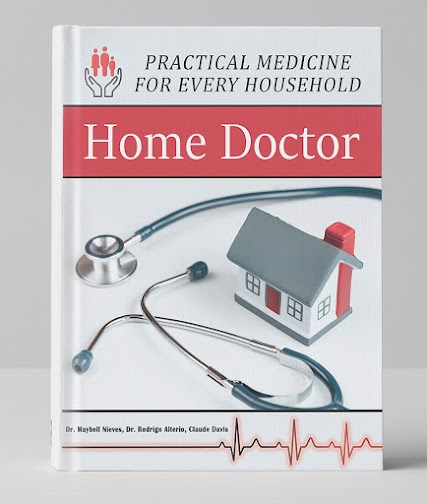 PRACTICAL MEDICINE
FOR EVERY HOUSEHOLD
Home Doctor
Dr. Maybell Nieves, Dr. Rodrigo Alterio, Claude Davis